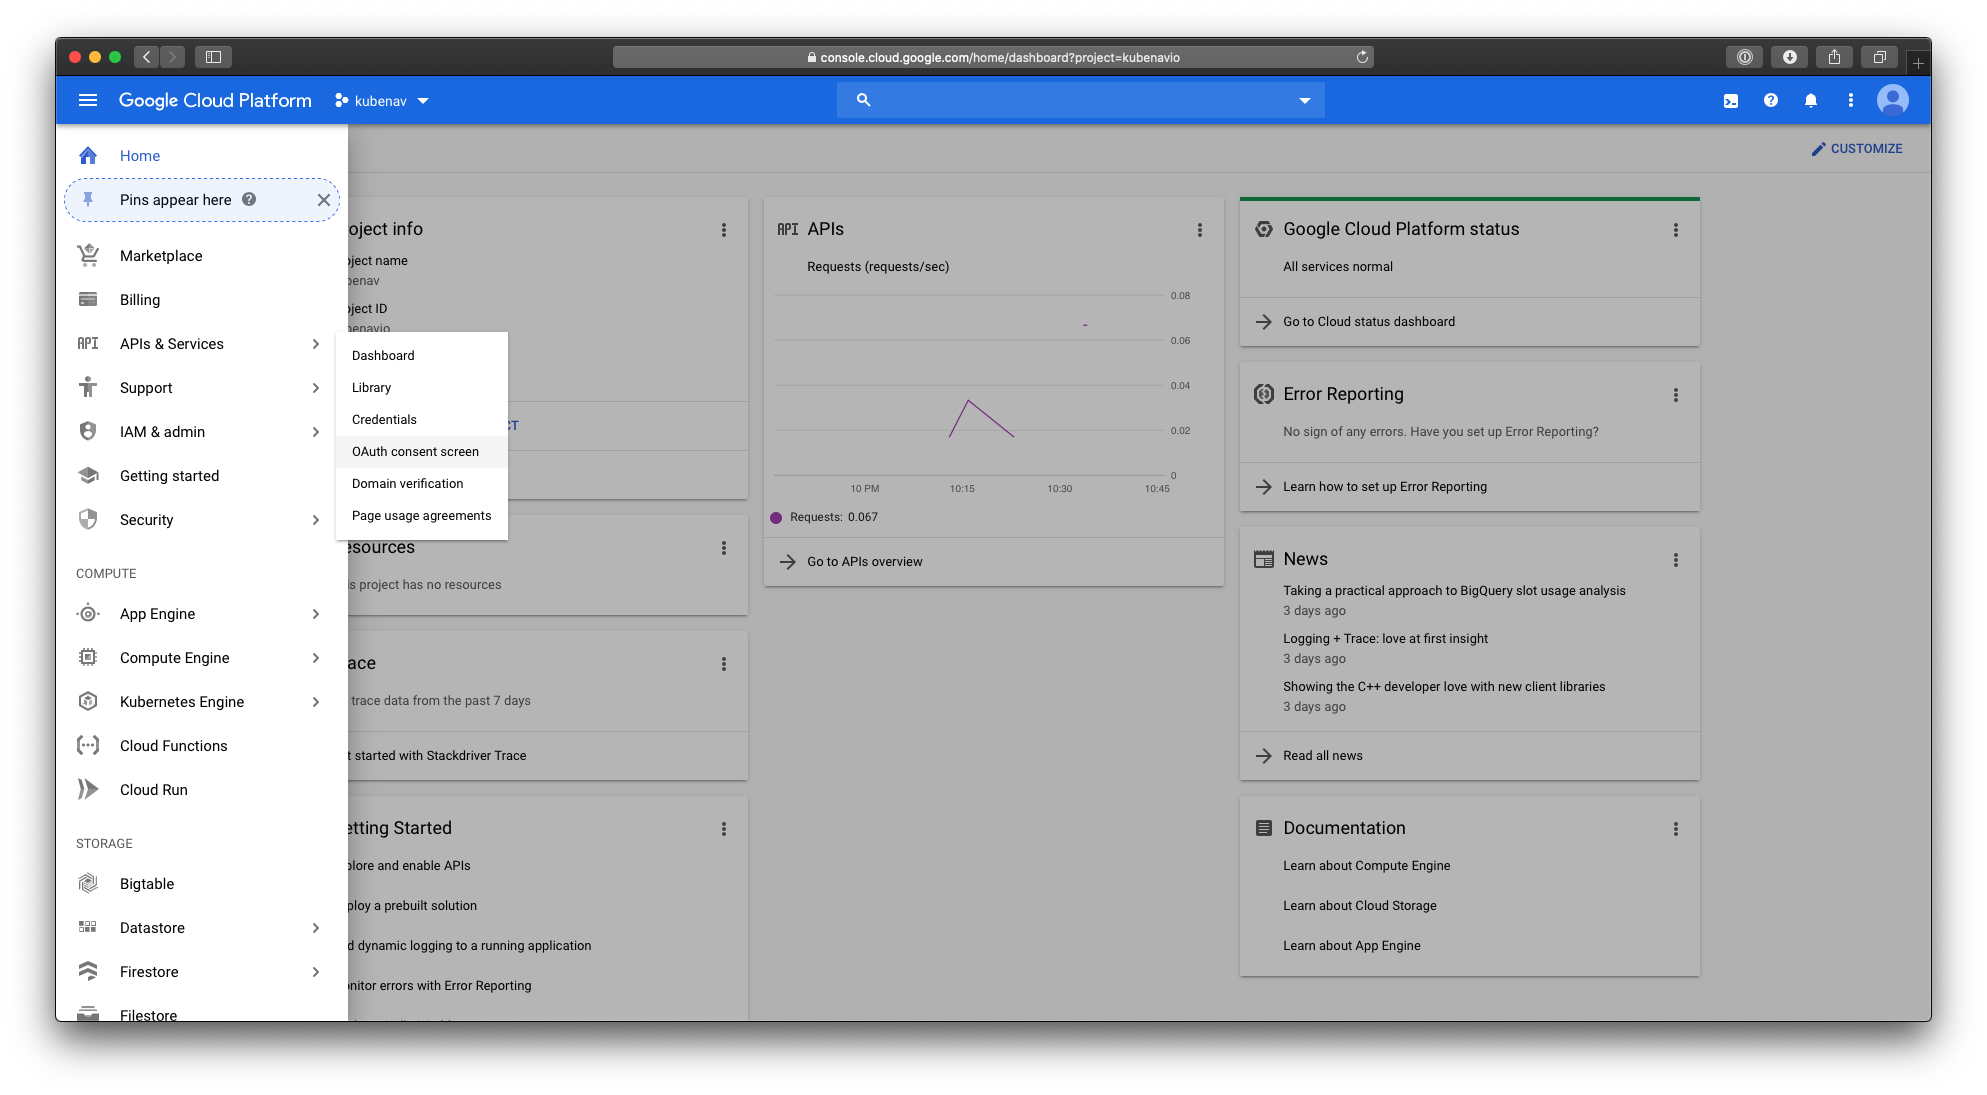 console.cloud.google.com/home/dashboard?project=kubenavio
Google Cloud Platform
kubenav
CUSTOMIZE
Home
Pins appear here
Marketplace
Billing
API
APIs & Services
Support
IAM & admin
Getting started
Security
COMPUTE
App Engine
Compute Engine
Kubernetes Engine
Cloud Functions
Cloud Run
STORAGE
Bigtable
Datastore
Firestore
Filestore
Dashboard
Library
Credentials
OAuth consent screen
Domain verification
Page usage agreements
oject info
oject name
benav
oject ID
benavio
CT
esources
is project has no resources
ace
trace data from the past 7 days
t started with Stackdriver Trace
etting Started
plore and enable APIs
ploy a prebuilt solution
d dynamic logging to a running application
onitor errors with Error Reporting
API
APIs
Requests (requests/sec)
0.08
0.06
0.04
0.02
0
10 PM
10:15
10:30
10:45
Requests: 0.067
Go to APIs overview
Google Cloud Platform status
All services normal
Go to Cloud status dashboard
Error Reporting
No sign of any errors. Have you set up Error Reporting?
Learn how to set up Error Reporting
News
Taking a practical approach to BigQuery slot usage analysis
3 days ago
Logging + Trace: love at first insight
3 days ago
Showing the C++ developer love with new client libraries
3 days ago
Read all news
Documentation
Learn about Compute Engine
Learn about Cloud Storage
Learn about App Engine